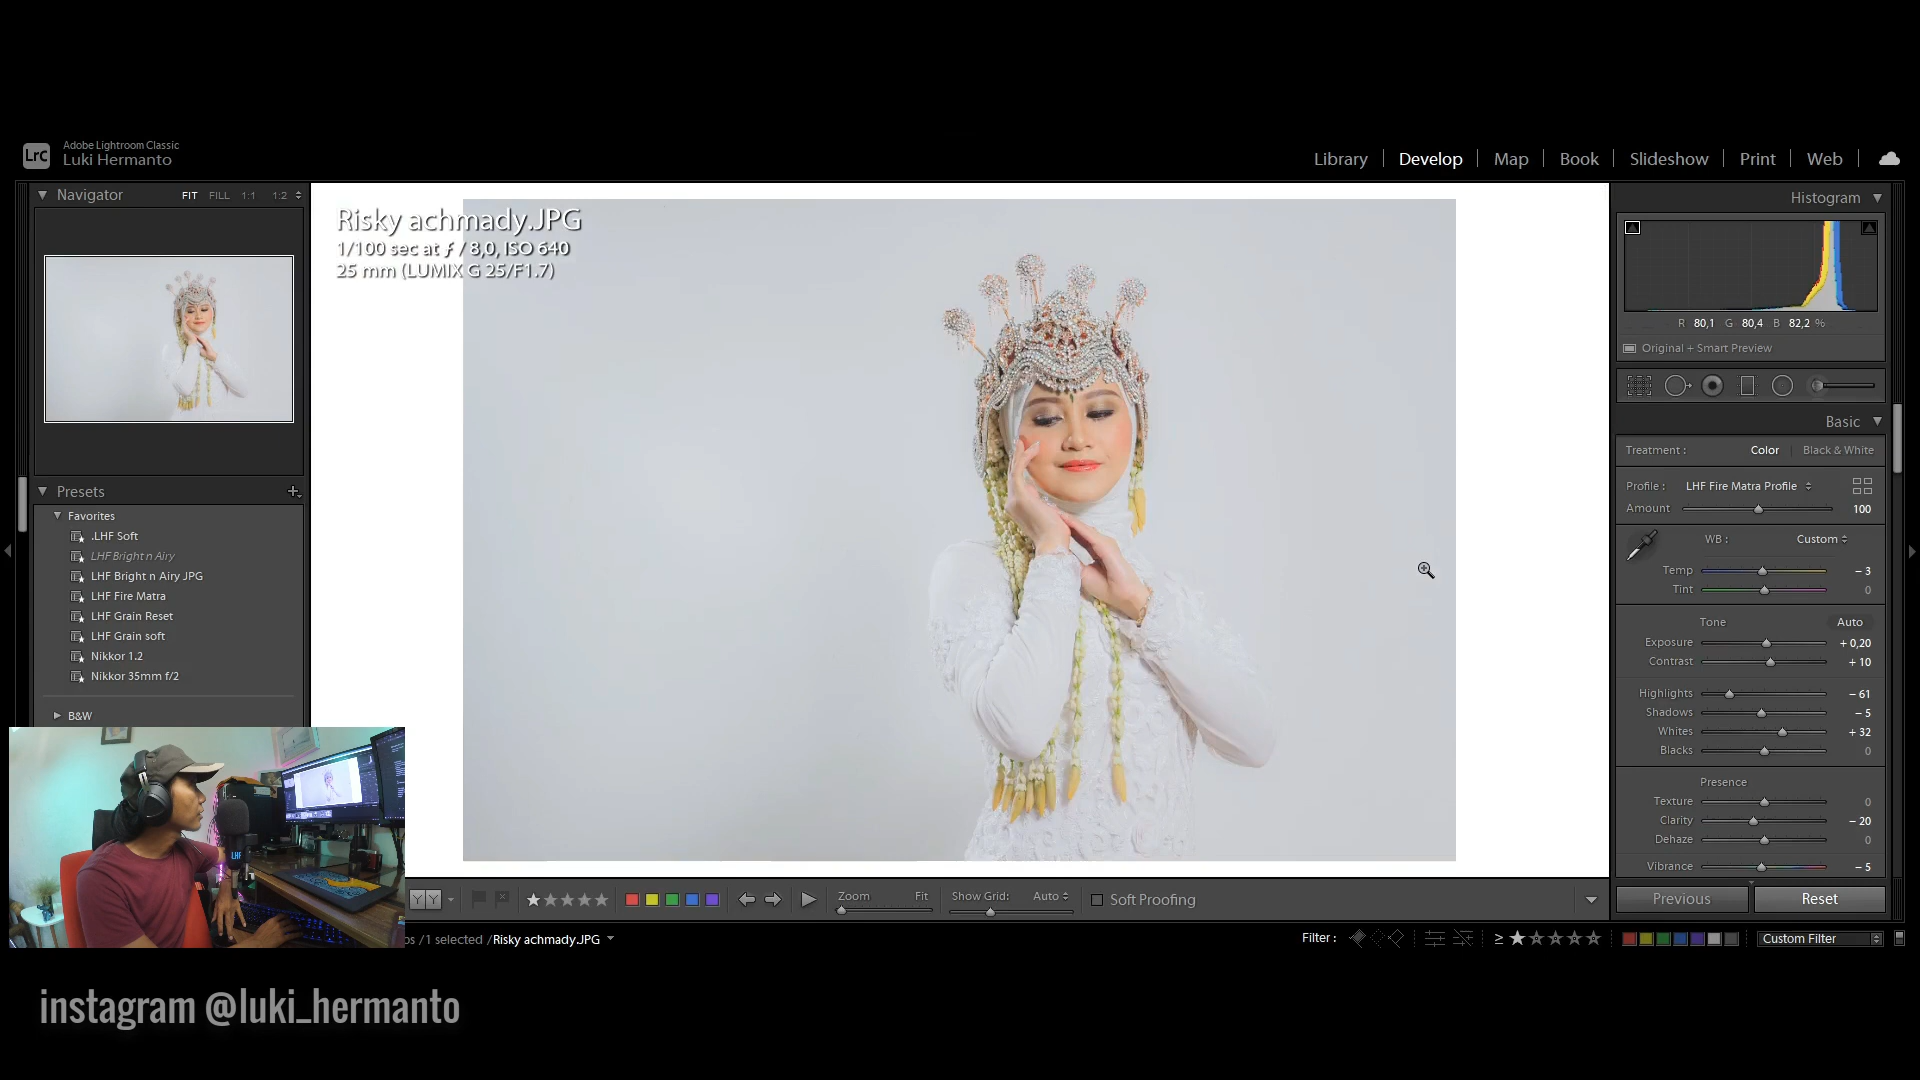 Lrc
Adobe Lightroom Classic
Luki Hermanto
Library
Develop
Map
Book
Slideshow
Print
Web
Navigator
FIT
FILL
1:1
1:2
Risky achmady.JPG
1/100 sec at ƒ / 8,0, ISO 640
25 mm (LUMIX G 25/F1.7)
Presets
Favorites
.LHF Soft
LHF Bright n Airy
LHF Bright n Airy JPG
LHF Fire Matra
LHF Grain Reset
LHF Grain soft
Nikkor 1.2
Nikkor 35mm f/2
B&W
LHF
Histogram
R 80,1 G 80,4 B 82,2 %
Original + Smart Preview
Basic
Treatment : Color Black & White
Profile : LHF Fire Matra Profile
Amount 100
WB : Custom
Temp − 3
Tint 0
Tone Auto
Exposure + 0,20
Contrast + 10
Highlights − 61
Shadows − 5
Whites + 32
Blacks 0
Presence
Texture 0
Clarity − 20
Dehaze 0
Vibrance − 5
Previous
Reset
YY
Zoom Fit
Show Grid: Auto
Soft Proofing
os /1 selected /Risky achmady.JPG
Filter :
≥
Custom Filter
instagram @luki_hermanto